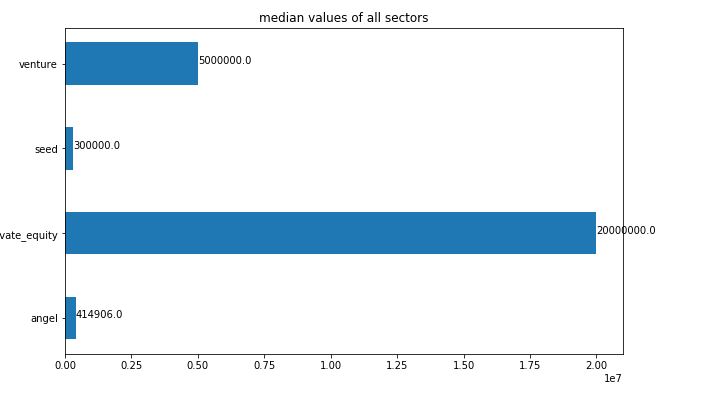 median values of all sectors
venture
5000000.0
seed
300000.0
vate_equity
20000000.0
angel
414906.0
0.00 0.25 0.50 0.75 1.00 1.25 1.50 1.75 2.00
1e7